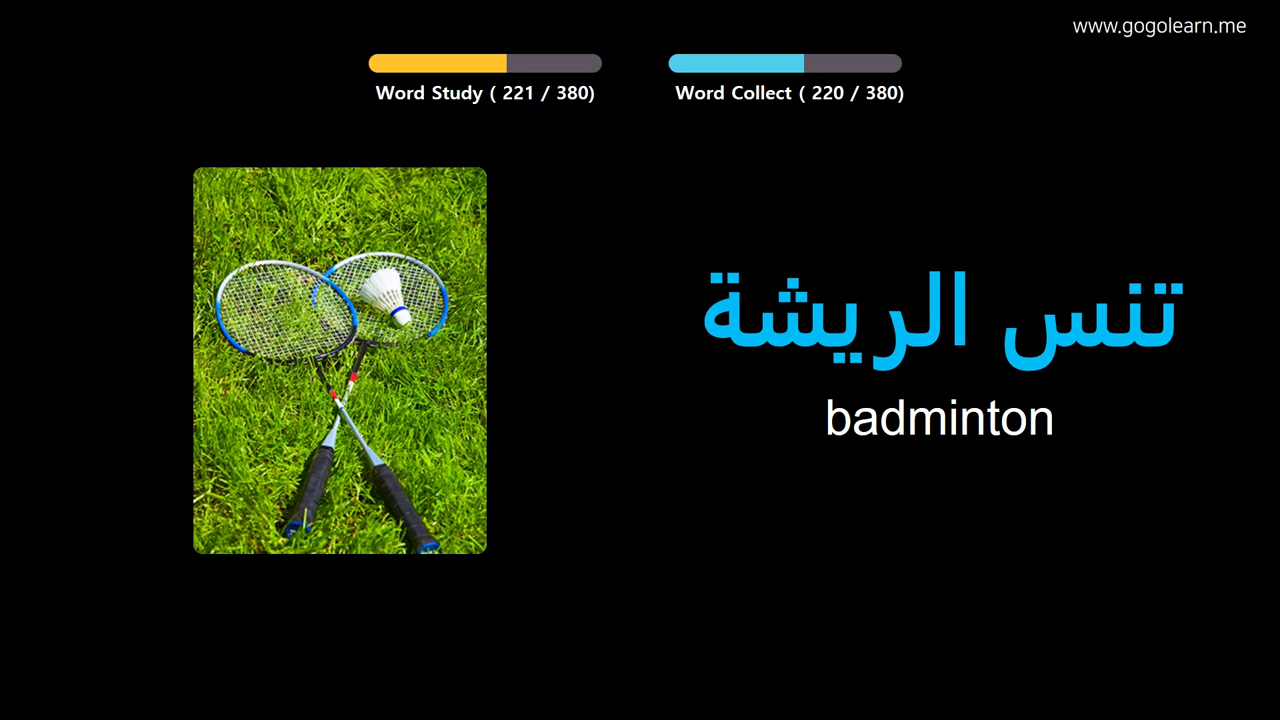 www.gogolearn.me
Word Study ( 221 / 380)
Word Collect ( 220 / 380)
تنس الريشة
badminton